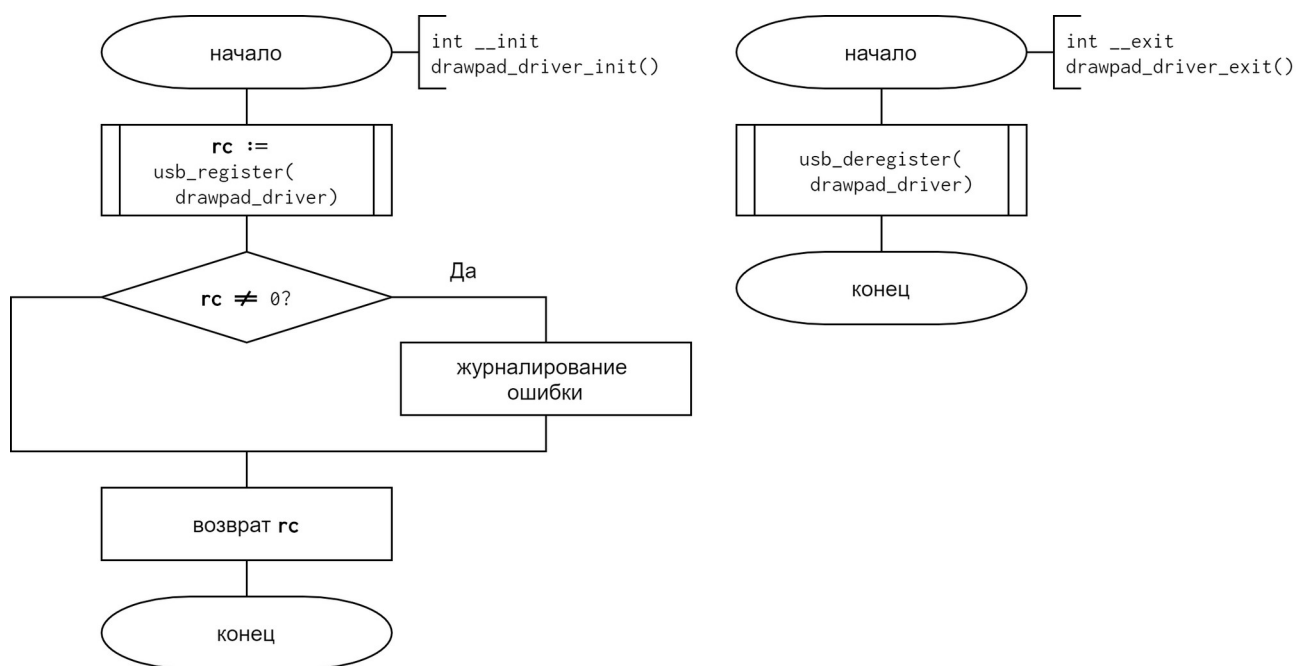 начало
int __init
drawpad_driver_init()
rc :=
usb_register(
drawpad_driver)
rc ≠ 0?
Да
журналирование
ошибки
возврат rc
конец
начало
int __exit
drawpad_driver_exit()
usb_deregister(
drawpad_driver)
конец